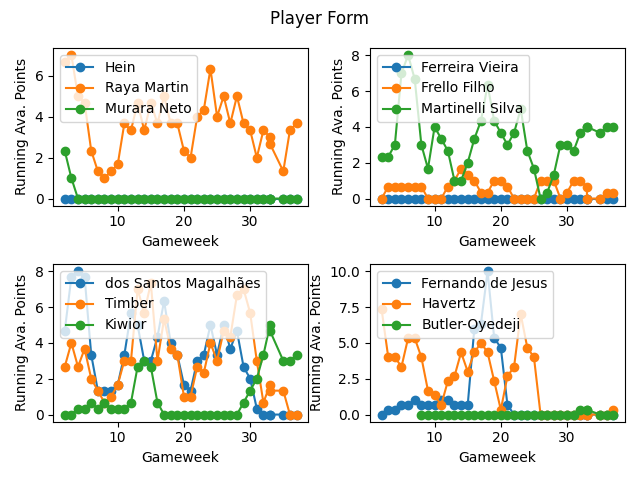 Player Form
Running Ava. Points
0
2
4
6
10
20
30
Gameweek
Hein
Raya Martin
Murara Neto
Running Ava. Points
0
2
4
6
8
10
20
30
Gameweek
Ferreira Vieira
Frello Filho
Martinelli Silva
Running Ava. Points
0
2
4
6
8
10
20
30
Gameweek
dos Santos Magalhães
Timber
Kiwior
Running Ava. Points
0.0
2.5
5.0
7.5
10.0
10
20
30
Gameweek
Fernando de Jesus
Havertz
Butler-Oyedeji